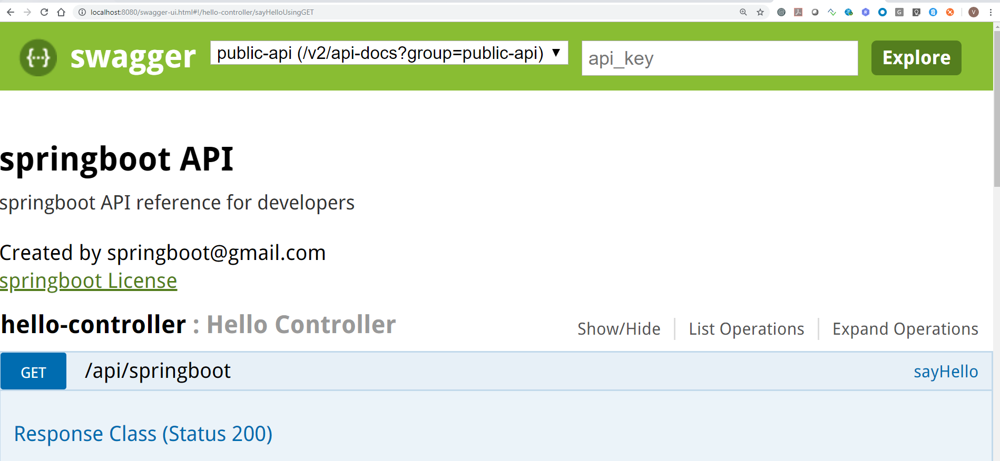 localhost:8080/swagger-ui.html#!/hello-controller/sayHelloUsingGET
V
{···} swagger public-api (/v2/api-docs?group=public-api) api_key Explore
springboot API
springboot API reference for developers
Created by springboot@gmail.com
springboot License
hello-controller : Hello Controller Show/Hide List Operations Expand Operations
GET /api/springboot sayHello
Response Class (Status 200)